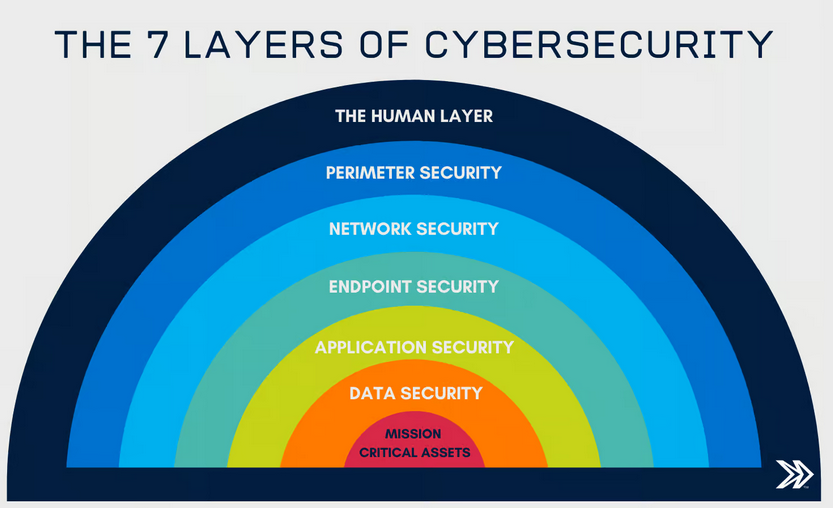 THE 7 LAYERS OF CYBERSECURITY
THE HUMAN LAYER
PERIMETER SECURITY
NETWORK SECURITY
ENDPOINT SECURITY
APPLICATION SECURITY
DATA SECURITY
MISSION
CRITICAL ASSETS